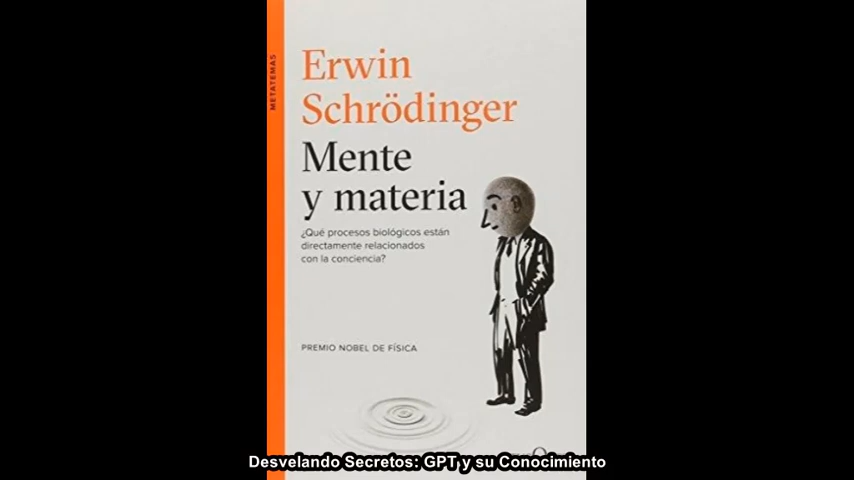 METATEMAS
Erwin
Schrödinger
Mente
y materia
¿Qué procesos biológicos están
directamente relacionados
con la conciencia?
PREMIO NOBEL DE FÍSICA
Desvelando Secretos: GPT y su Conocimiento